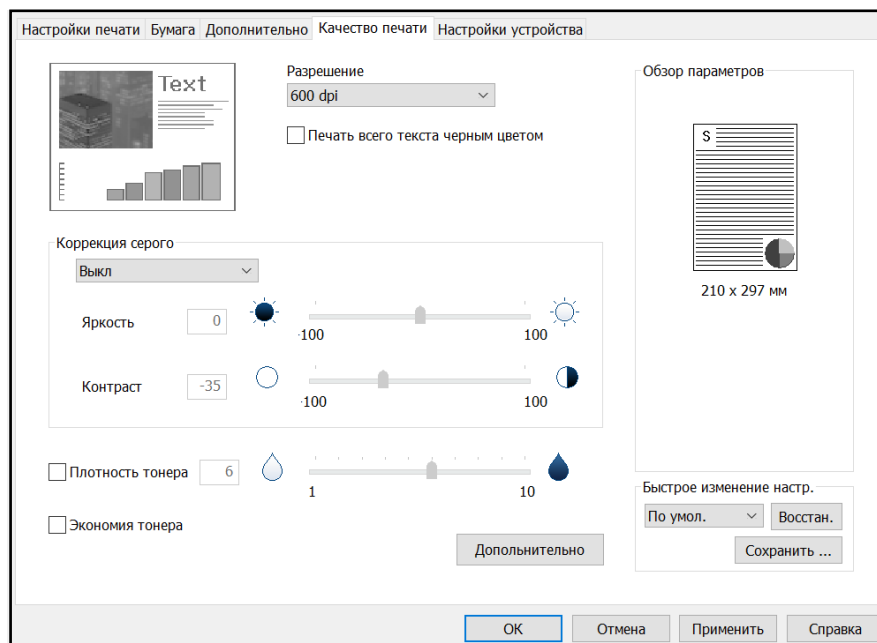 Настройки печати Бумага Дополнительно Качество печати Настройки устройства
Text
Разрешение
600 dpi
Печать всего текста черным цветом
Коррекция серого
Выкл
Яркость 0
-100 100
Контраст -35
-100 100
Плотность тонера 6
1 10
Экономия тонера
Допольнительно
Обзор параметров
S
210 x 297 мм
Быстрое изменение настр.
По умол. Восстан.
Сохранить ...
ОК Отмена Применить Справка